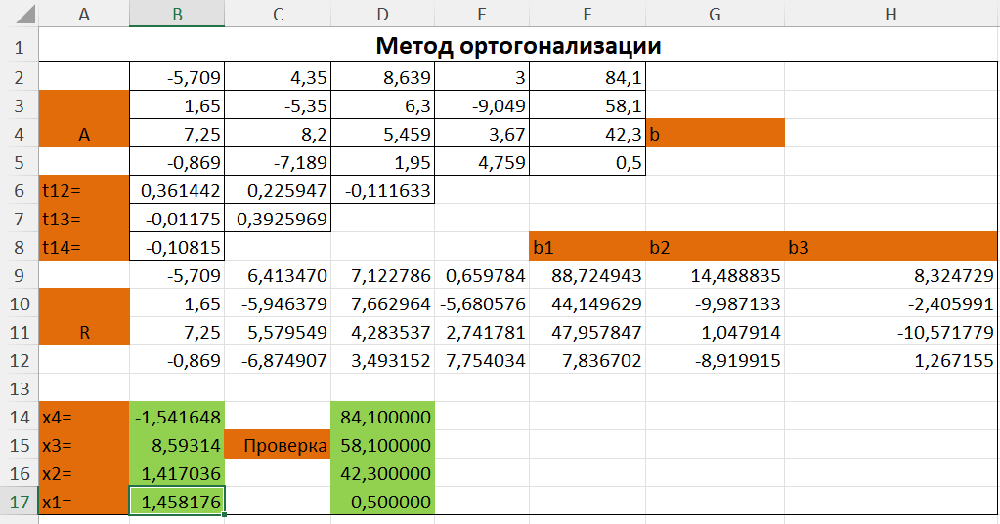 A B C D E F G H
1 Метод ортогонализации
2 -5,709 4,35 8,639 3 84,1
3 1,65 -5,35 6,3 -9,049 58,1
4 A 7,25 8,2 5,459 3,67 42,3 b
5 -0,869 -7,189 1,95 4,759 0,5
6 t12= 0,361442 0,225947 -0,111633
7 t13= -0,01175 0,3925969
8 t14= -0,10815 b1 b2 b3
9 -5,709 6,413470 7,122786 0,659784 88,724943 14,488835 8,324729
10 1,65 -5,946379 7,662964 -5,680576 44,149629 -9,987133 -2,405991
11 R 7,25 5,579549 4,283537 2,741781 47,957847 1,047914 -10,571779
12 -0,869 -6,874907 3,493152 7,754034 7,836702 -8,919915 1,267155
13
14 x4= -1,541648 84,100000
15 x3= 8,59314 Проверка 58,100000
16 x2= 1,417036 42,300000
17 x1= -1,458176 0,500000